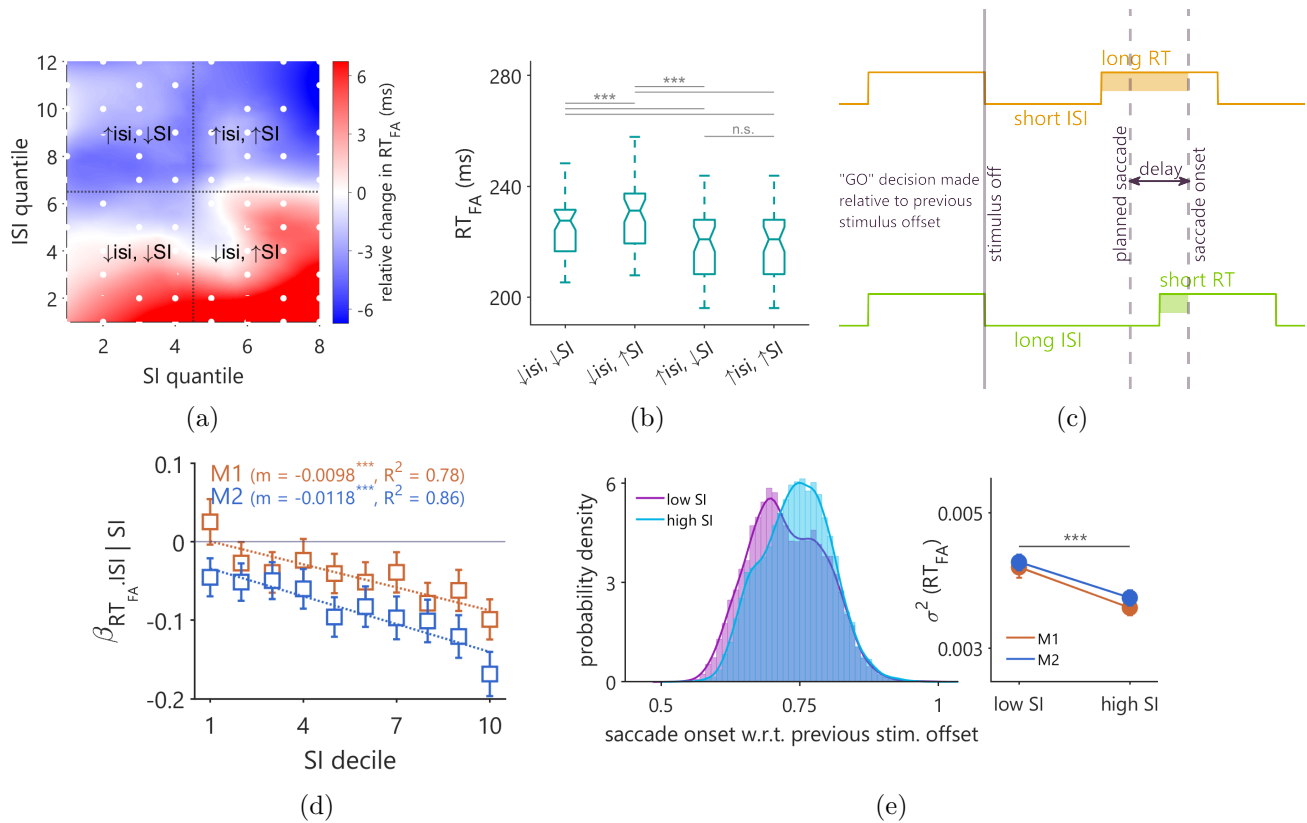 12
10
8
6
4
2
ISI quantile
↑isi, ↓SI
↑isi, ↑SI
↓isi, ↓SI
↓isi, ↑SI
2
4
6
8
SI quantile
6
3
0
-3
-6
relative change in RT_FA (ms)
(a)
280
240
200
RT_FA (ms)
***
***
n.s.
↓isi, ↓SI
↓isi, ↑SI
↑isi, ↓SI
↑isi, ↑SI
(b)
long RT
short ISI
"GO" decision made
relative to previous
stimulus offset
stimulus off
planned saccade
delay
saccade onset
short RT
long ISI
(c)
0.1
0
-0.1
-0.2
β_RT_FA.ISI | SI
M1 (m = -0.0098***, R² = 0.78)
M2 (m = -0.0118***, R² = 0.86)
1
4
7
10
SI decile
(d)
6
3
0
probability density
low SI
high SI
0.5
0.75
1
saccade onset w.r.t. previous stim. offset
0.005
0.003
σ² (RT_FA)
***
M1
M2
low SI
high SI
(e)